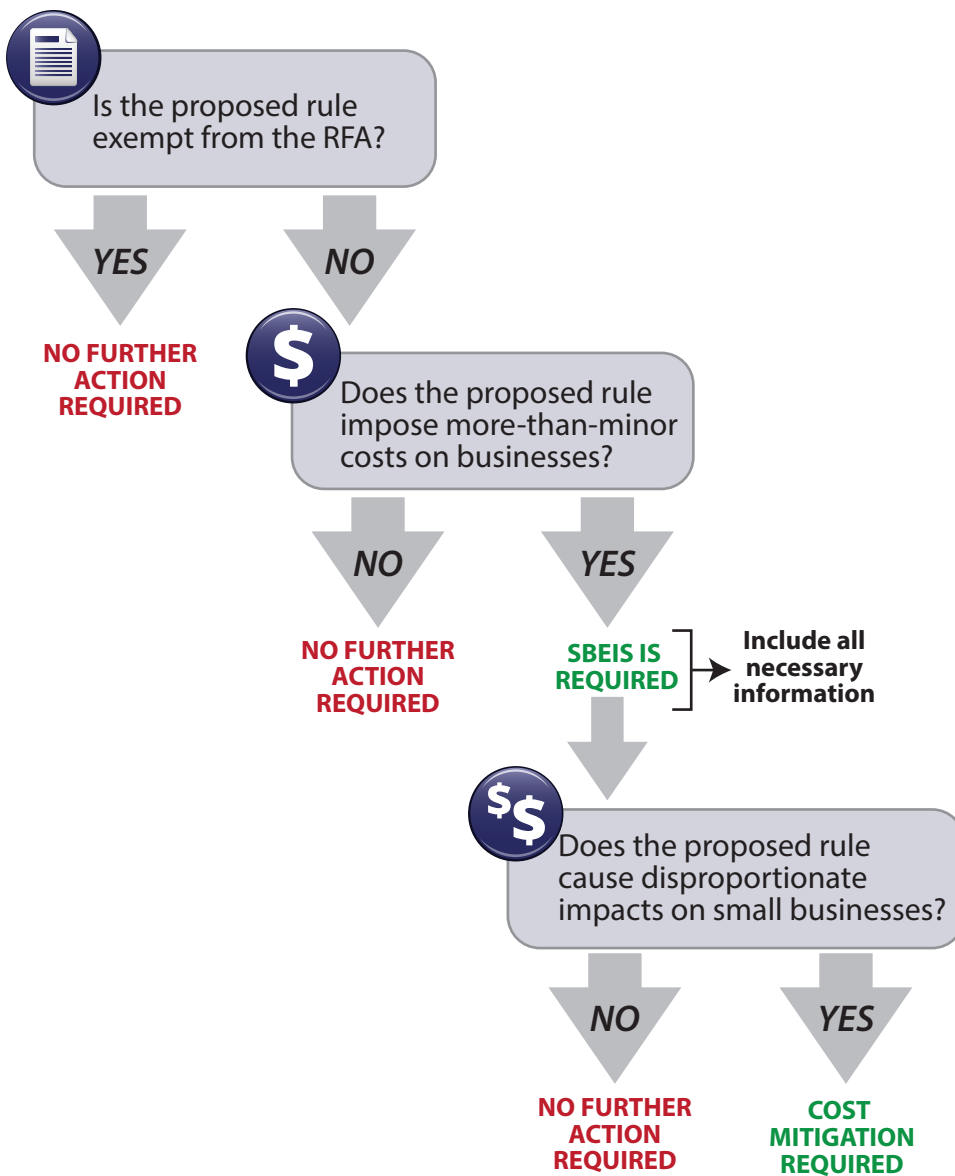 Is the proposed rule
exempt from the RFA?
YES
NO
NO FURTHER
ACTION
REQUIRED
$
Does the proposed rule
impose more-than-minor
costs on businesses?
NO
YES
NO FURTHER
ACTION
REQUIRED
SBEIS IS
REQUIRED
Include all
necessary
information
$$
Does the proposed rule
cause disproportionate
impacts on small businesses?
NO
YES
NO FURTHER
ACTION
REQUIRED
COST
MITIGATION
REQUIRED